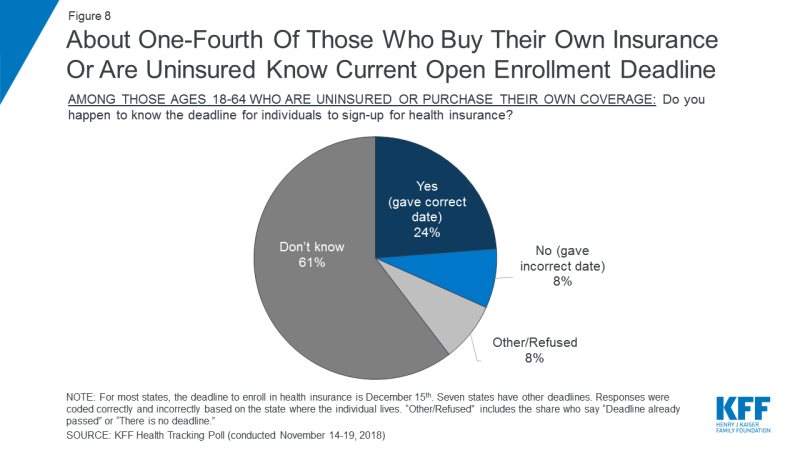 Figure 8
About One-Fourth Of Those Who Buy Their Own Insurance
Or Are Uninsured Know Current Open Enrollment Deadline
AMONG THOSE AGES 18-64 WHO ARE UNINSURED OR PURCHASE THEIR OWN COVERAGE: Do you
happen to know the deadline for individuals to sign-up for health insurance?
Yes
(gave correct
date)
24%
No (gave
incorrect date)
8%
Other/Refused
8%
Don't know
61%
NOTE: For most states, the deadline to enroll in health insurance is December 15th. Seven states have other deadlines. Responses were
coded correctly and incorrectly based on the state where the individual lives. "Other/Refused" includes the share who say "Deadline already
passed" or "There is no deadline."
SOURCE: KFF Health Tracking Poll (conducted November 14-19, 2018)
KFF
HENRY J KAISER
FAMILY FOUNDATION